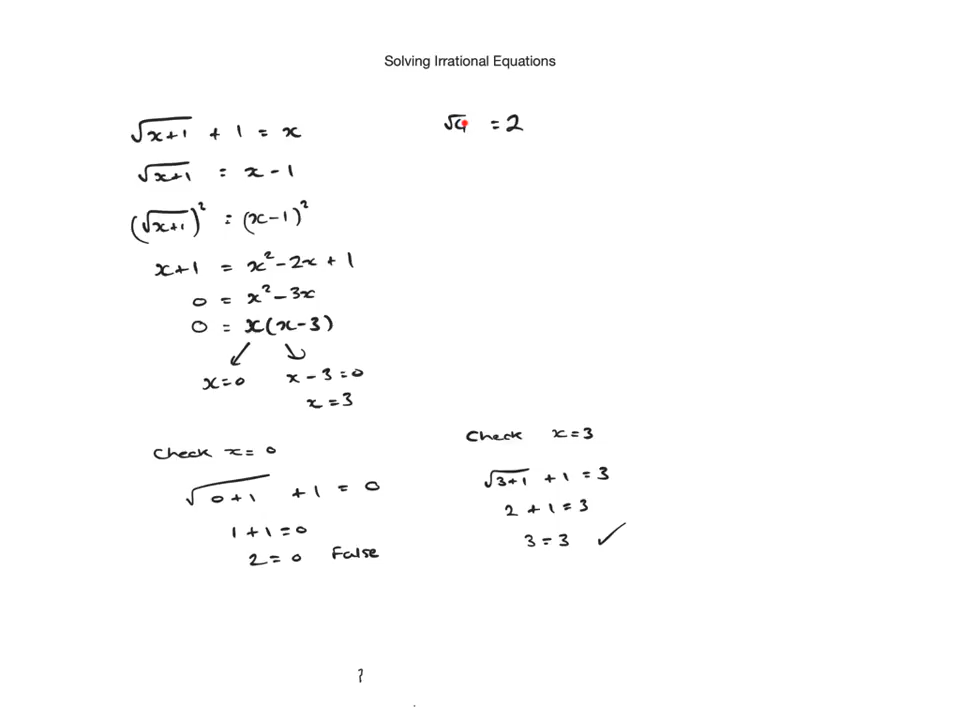 Solving Irrational Equations
√(x+1) + 1 = x
√(x+1) = x - 1
(√(x+1))² = (x-1)²
x+1 = x² - 2x + 1
0 = x² - 3x
0 = x(x-3)
x=0
x - 3 = 0
x = 3
√4 = 2
Check x = 0
√(0+1) + 1 = 0
1 + 1 = 0
2 = 0 False
Check x = 3
√(3+1) + 1 = 3
2 + 1 = 3
3 = 3 ✓